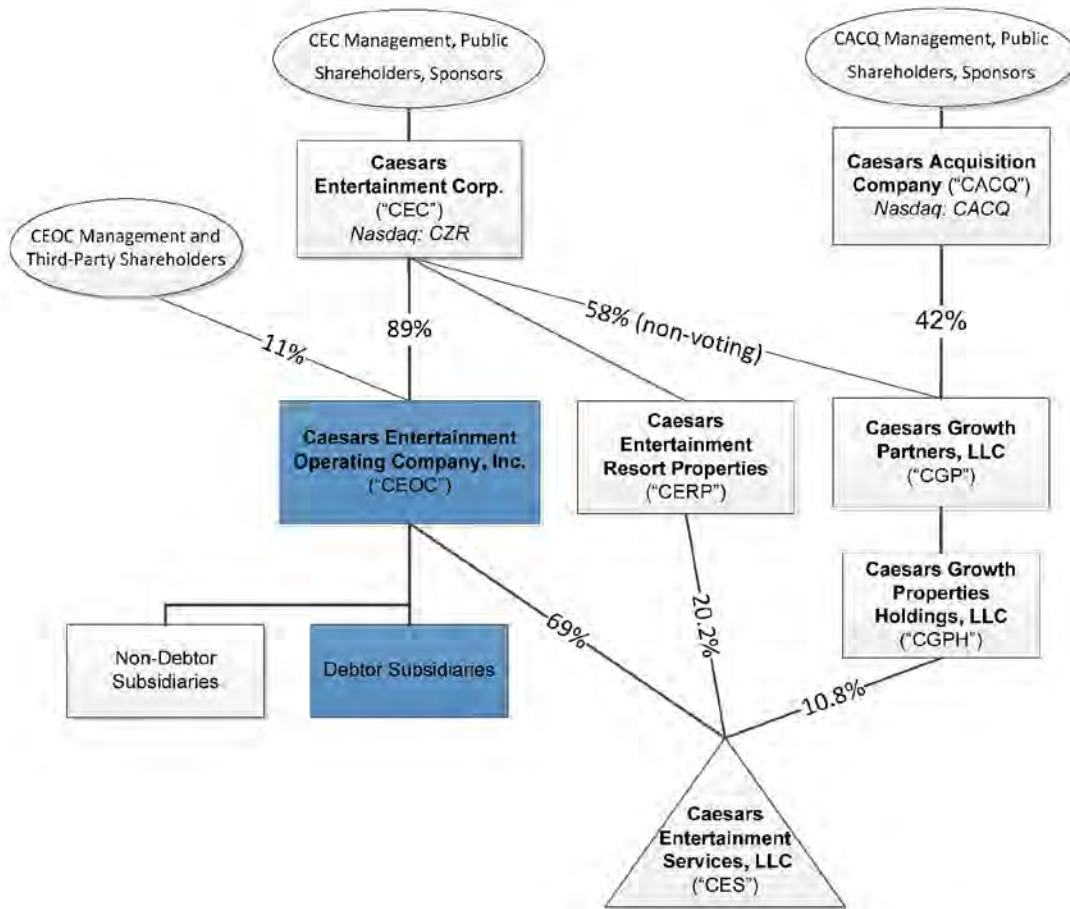 CEC Management, Public
Shareholders, Sponsors
CACQ Management, Public
Shareholders, Sponsors
Caesars
Entertainment Corp.
("CEC")
Nasdaq: CZR
Caesars Acquisition
Company ("CACQ")
Nasdaq: CACQ
CEOC Management and
Third-Party Shareholders
11%
89%
58% (non-voting)
42%
Caesars Entertainment
Operating Company, Inc.
("CEOC")
Caesars
Entertainment
Resort Properties
("CERP")
Caesars Growth
Partners, LLC
("CGP")
Caesars Growth
Properties
Holdings, LLC
("CGPH")
Non-Debtor
Subsidiaries
Debtor Subsidiaries
69%
20.2%
10.8%
Caesars
Entertainment
Services, LLC
("CES")